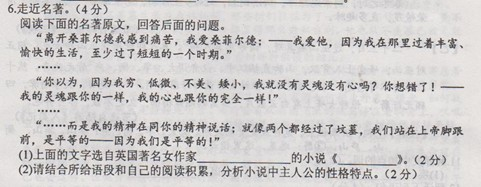 6.走近名著。(4分)
阅读下面的名著原文，回答后面的问题。
“离开桑菲尔德我感到痛苦，我爱桑菲尔德；——我爱他，因为我在那里过着丰富、
愉快的生活，至少过了短短的一个时期。”
……
“你以为，因为我穷、低微、不美、矮小，我就没有灵魂没有心吗？你想错了！——
我的灵魂跟你的一样，我的心也跟你的完全一样！”
……
“……而是我的精神在同你的精神说话；就像两个都经过了坟墓，我们站在上帝脚跟
前，是平等的——因为我们是平等的！”
(1)上面的文字选自英国著名女作家____________的小说《____________》。(2分)
(2)请结合所给语段和自己的阅读积累，分析小说中主人公的性格特点。(2分)